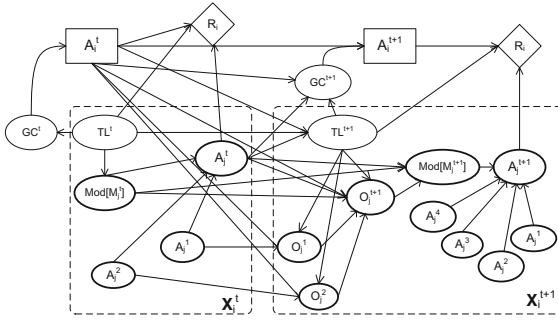 R_i
A_i^t
A_i^{t+1}
R_i
GC^{t+1}
GC^t
TL^t
TL^{t+1}
A_j^t
Mod[M_j^{t+1}]
A_j^{t+1}
Mod[M_j^t]
O_j^{t+1}
A_j^4
A_j^1
O_j^1
A_j^3
A_j^1
A_j^2
A_j^2
O_j^2
X_i^t
X_i^{t+1}